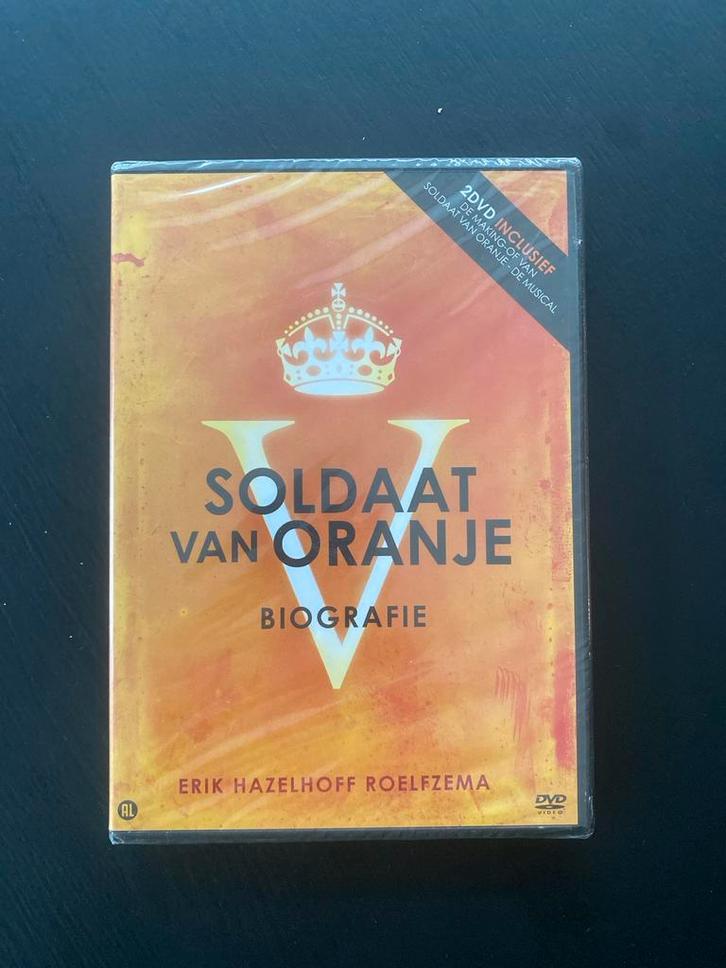 2DVD INCLUSIEF
DE MAKING-OF VAN
SOLDAAT VAN ORANJE - DE MUSICAL
V
SOLDAAT
VAN ORANJE
BIOGRAFIE
ERIK HAZELHOFF ROELFZEMA
AL
DVD
VIDEO